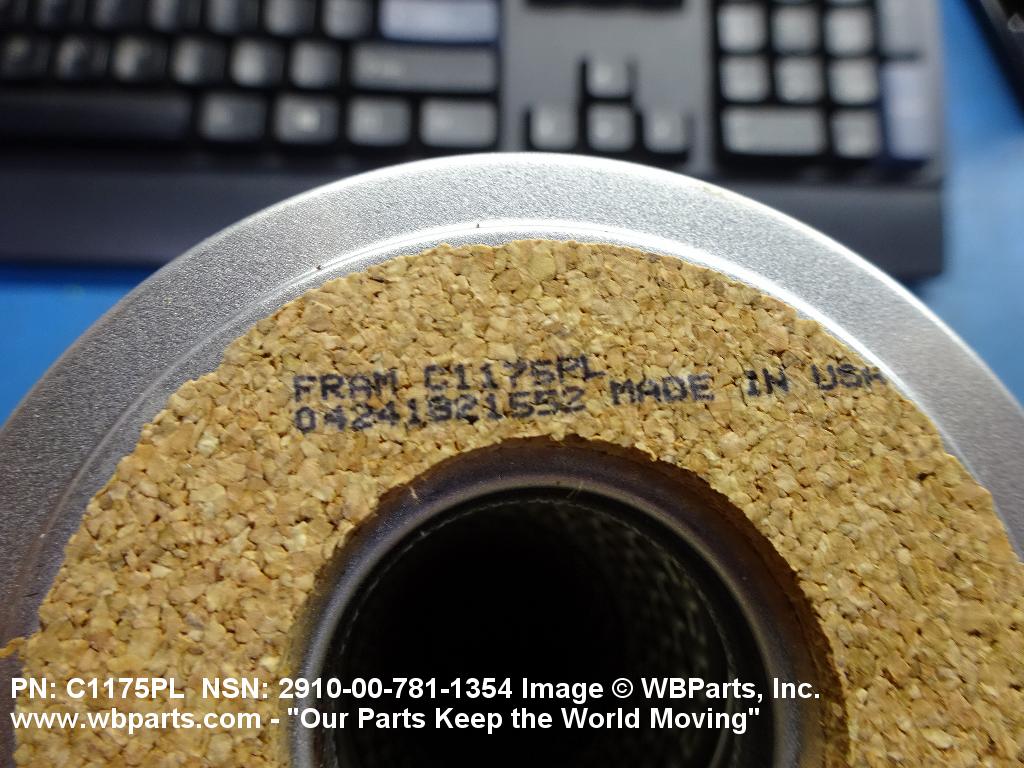 FRAM C1175PL
04241321552 MADE IN USA
PN: C1175PL NSN: 2910-00-781-1354 Image © WBParts, Inc.
www.wbparts.com - "Our Parts Keep the World Moving"